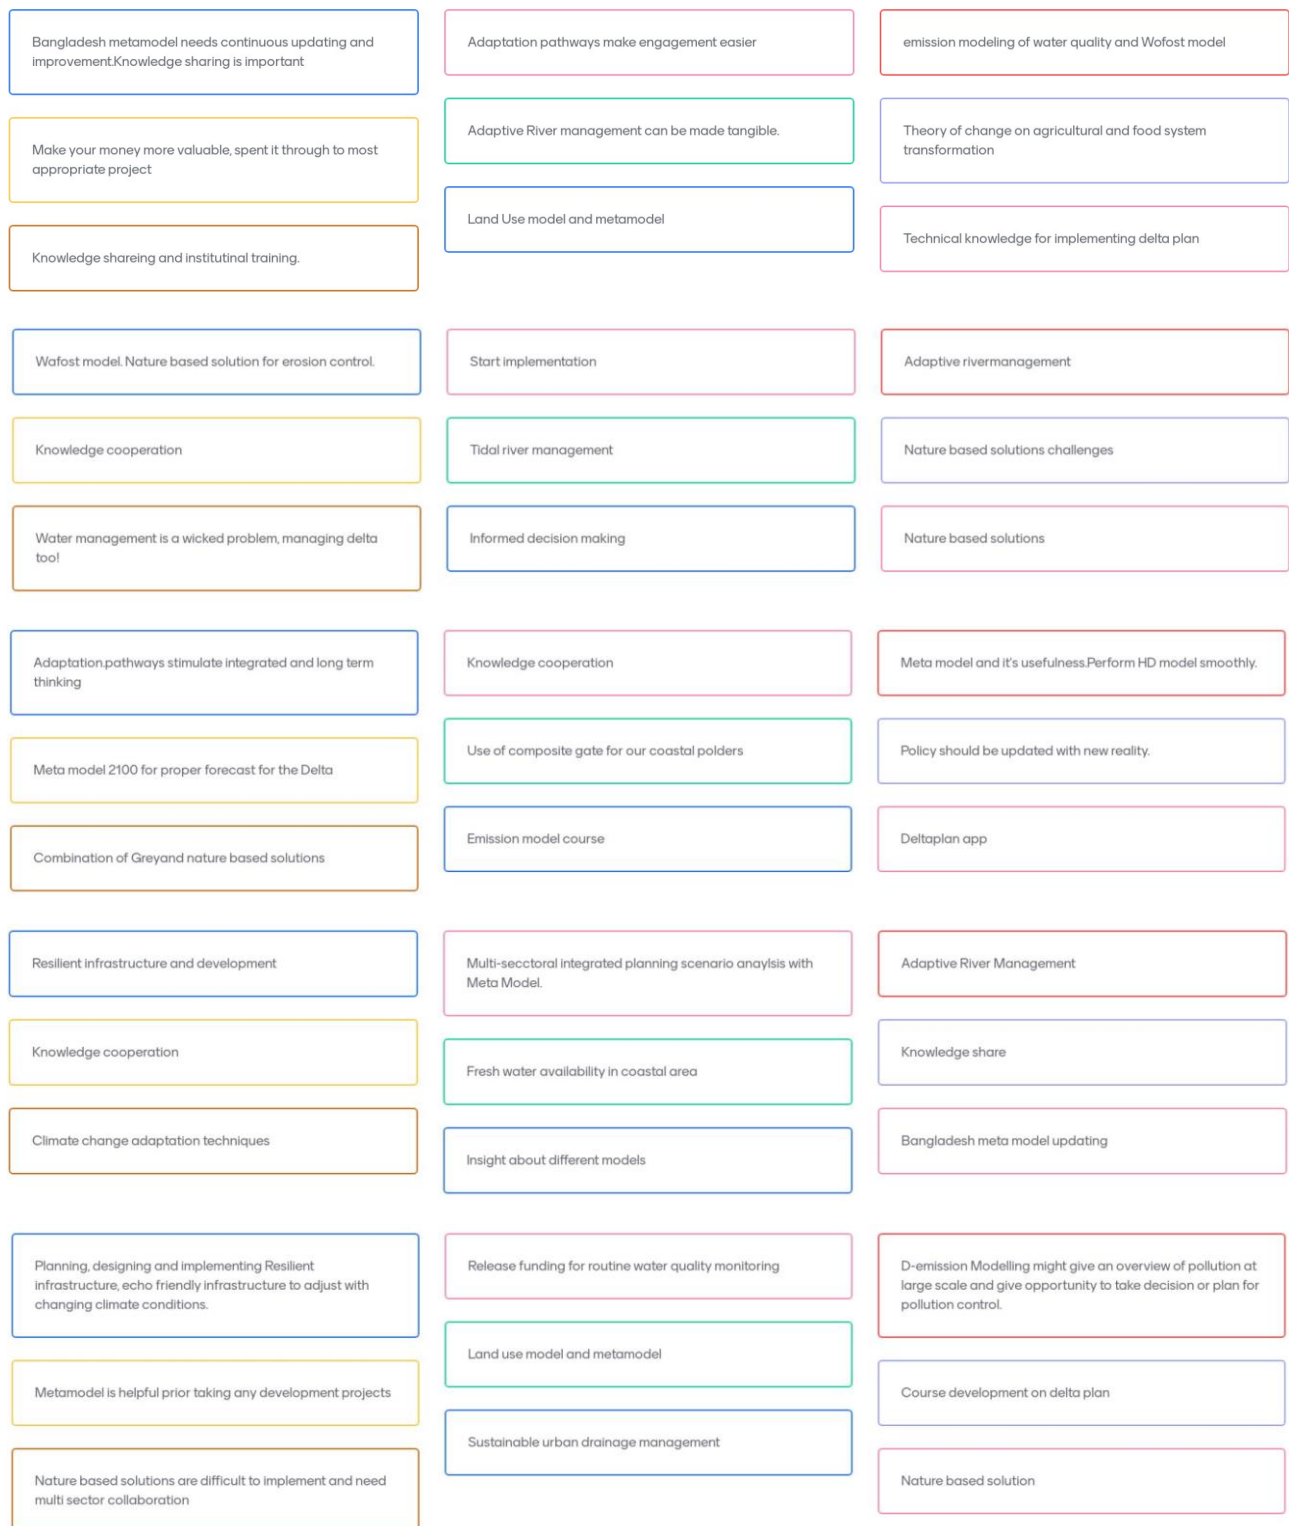 Bangladesh metamodel needs continuous updating and
improvement.Knowledge sharing is important
Make your money more valuable, spent it through to most
appropriate project
Knowledge shareing and institutinal training.
Adaptation pathways make engagement easier
Adaptive River management can be made tangible.
Land Use model and metamodel
emission modeling of water quality and Wofost model
Theory of change on agricultural and food system
transformation
Technical knowledge for implementing delta plan
Wafost model. Nature based solution for erosion control.
Knowledge cooperation
Water management is a wicked problem, managing delta
too!
Start implementation
Tidal river management
Informed decision making
Adaptive rivermanagement
Nature based solutions challenges
Nature based solutions
Adaptation.pathways stimulate integrated and long term
thinking
Meta model 2100 for proper forecast for the Delta
Combination of Greyand nature based solutions
Knowledge cooperation
Use of composite gate for our coastal polders
Emission model course
Meta model and it's usefulness.Perform HD model smoothly.
Policy should be updated with new reality.
Deltaplan app
Resilient infrastructure and development
Knowledge cooperation
Climate change adaptation techniques
Multi-secctoral integrated planning scenario anaylsis with
Meta Model.
Fresh water availability in coastal area
Insight about different models
Adaptive River Management
Knowledge share
Bangladesh meta model updating
Planning, designing and implementing Resilient
infrastructure, echo friendly infrastructure to adjust with
changing climate conditions.
Metamodel is helpful prior taking any development projects
Nature based solutions are difficult to implement and need
multi sector collaboration
Release funding for routine water quality monitoring
Land use model and metamodel
Sustainable urban drainage management
D-emission Modelling might give an overview of pollution at
large scale and give opportunity to take decision or plan for
pollution control.
Course development on delta plan
Nature based solution